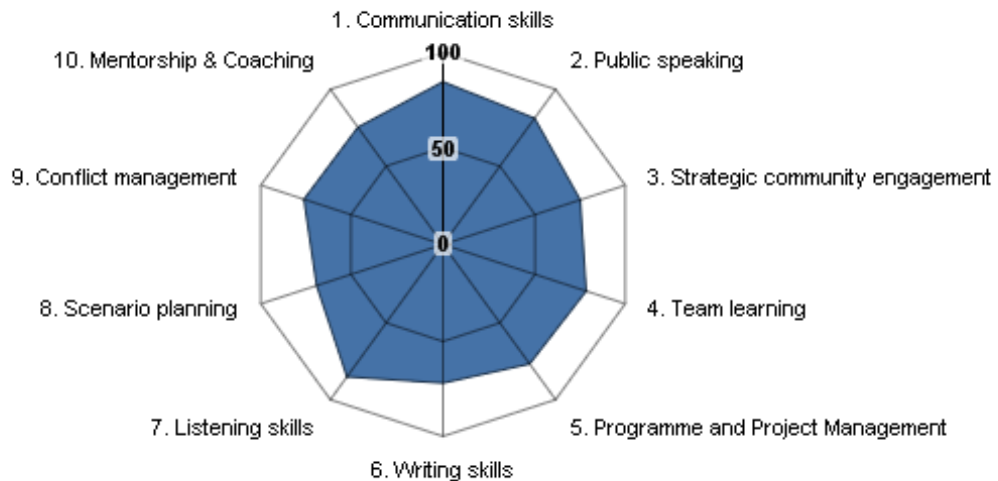 1. Communication skills
100
10. Mentorship & Coaching
2. Public speaking
50
9. Conflict management
3. Strategic community engagement
0
8. Scenario planning
4. Team learning
7. Listening skills
5. Programme and Project Management
6. Writing skills